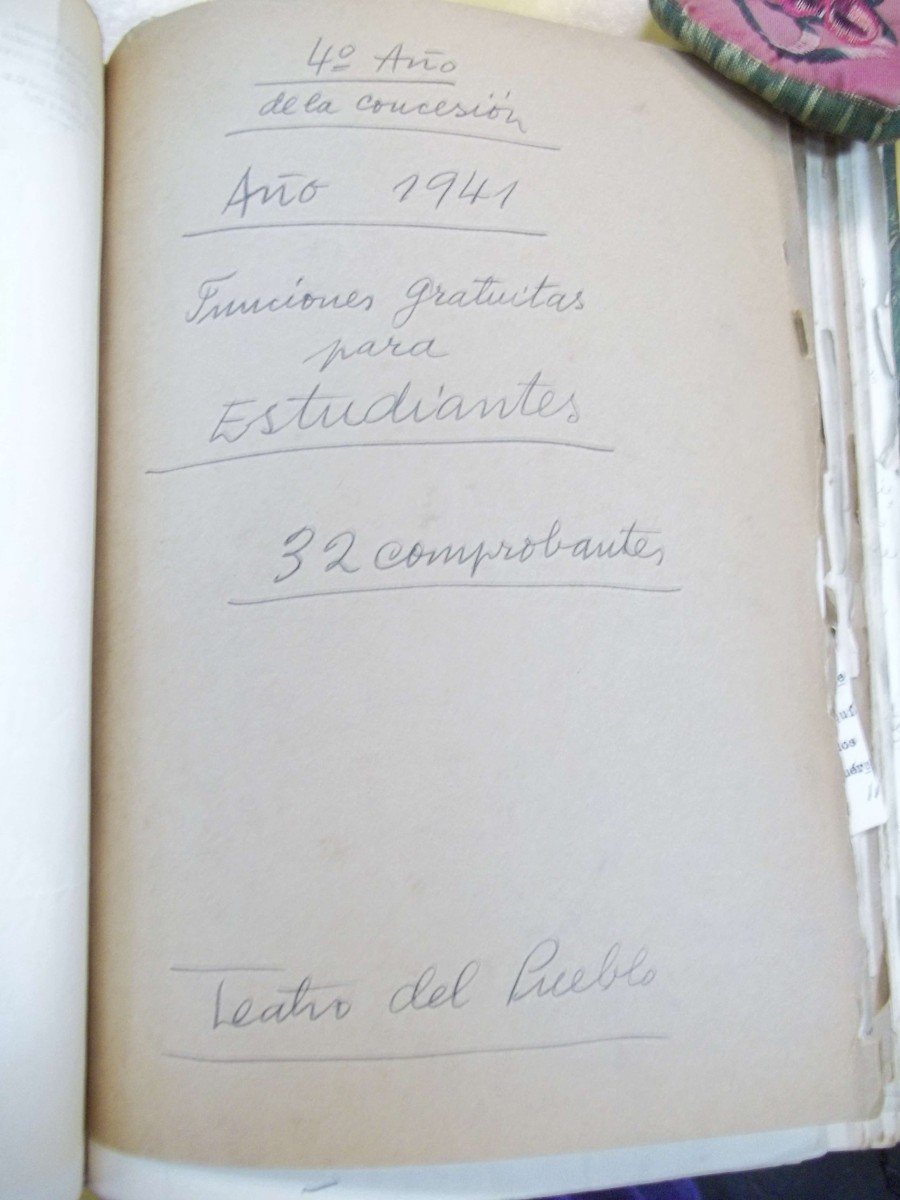 4º Año
de la concesión
Año 1941
Funciones gratuitas
para
Estudiantes
32 comprobantes
Teatro del Pueblo